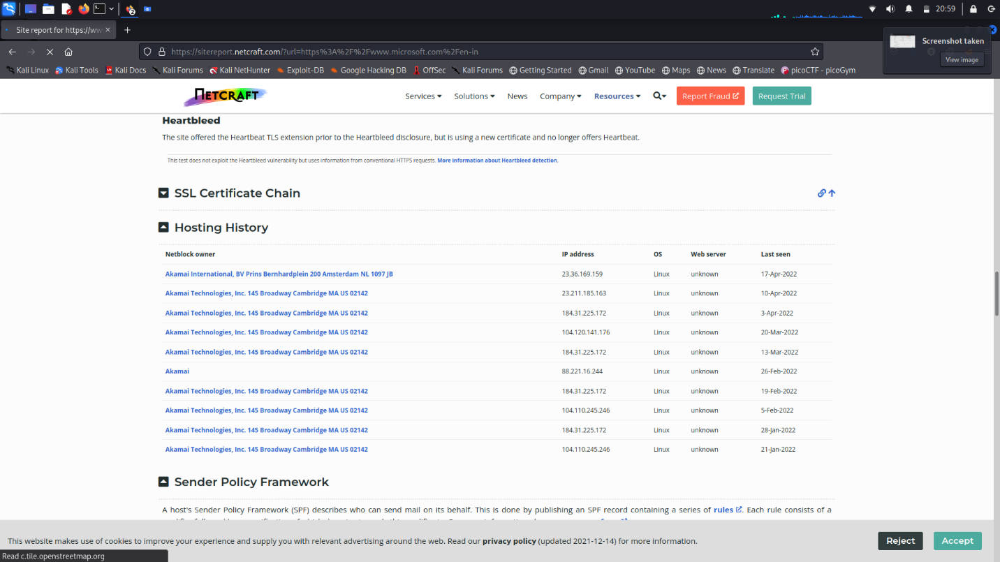 20:59
Site report for https://ww
Screenshot taken
View image
https://sitereport.netcraft.com/?url=https%3A%2F%2Fwww.microsoft.com%2Fen-in
Kali Linux Kali Tools Kali Docs Kali Forums Kali NetHunter Exploit-DB Google Hacking DB OffSec Kali Forums Getting Started Gmail YouTube Maps News Translate picoCTF - picoGym
NETCRAFT Services Solutions News Company Resources Report Fraud Request Trial
Heartbleed
The site offered the Heartbeat TLS extension prior to the Heartbleed disclosure, but is using a new certificate and no longer offers Heartbeat.
This test does not exploit the Heartbleed vulnerability but uses information from conventional HTTPS requests. More information about Heartbleed detection.
SSL Certificate Chain
Hosting History
Netblock owner IP address OS Web server Last seen
Akamai International, BV Prins Bernhardplein 200 Amsterdam NL 1097 JB 23.36.169.159 Linux unknown 17-Apr-2022
Akamai Technologies, Inc. 145 Broadway Cambridge MA US 02142 23.211.185.163 Linux unknown 10-Apr-2022
Akamai Technologies, Inc. 145 Broadway Cambridge MA US 02142 184.31.225.172 Linux unknown 3-Apr-2022
Akamai Technologies, Inc. 145 Broadway Cambridge MA US 02142 104.120.141.176 Linux unknown 20-Mar-2022
Akamai Technologies, Inc. 145 Broadway Cambridge MA US 02142 184.31.225.172 Linux unknown 13-Mar-2022
Akamai 88.221.16.244 Linux unknown 26-Feb-2022
Akamai Technologies, Inc. 145 Broadway Cambridge MA US 02142 184.31.225.172 Linux unknown 19-Feb-2022
Akamai Technologies, Inc. 145 Broadway Cambridge MA US 02142 104.110.245.246 Linux unknown 5-Feb-2022
Akamai Technologies, Inc. 145 Broadway Cambridge MA US 02142 184.31.225.172 Linux unknown 28-Jan-2022
Akamai Technologies, Inc. 145 Broadway Cambridge MA US 02142 104.110.245.246 Linux unknown 21-Jan-2022
Sender Policy Framework
A host's Sender Policy Framework (SPF) describes who can send mail on its behalf. This is done by publishing an SPF record containing a series of rules. Each rule consists of a
This website makes use of cookies to improve your experience and supply you with relevant advertising around the web. Read our privacy policy (updated 2021-12-14) for more information. Reject Accept
Read c.tile.openstreetmap.org